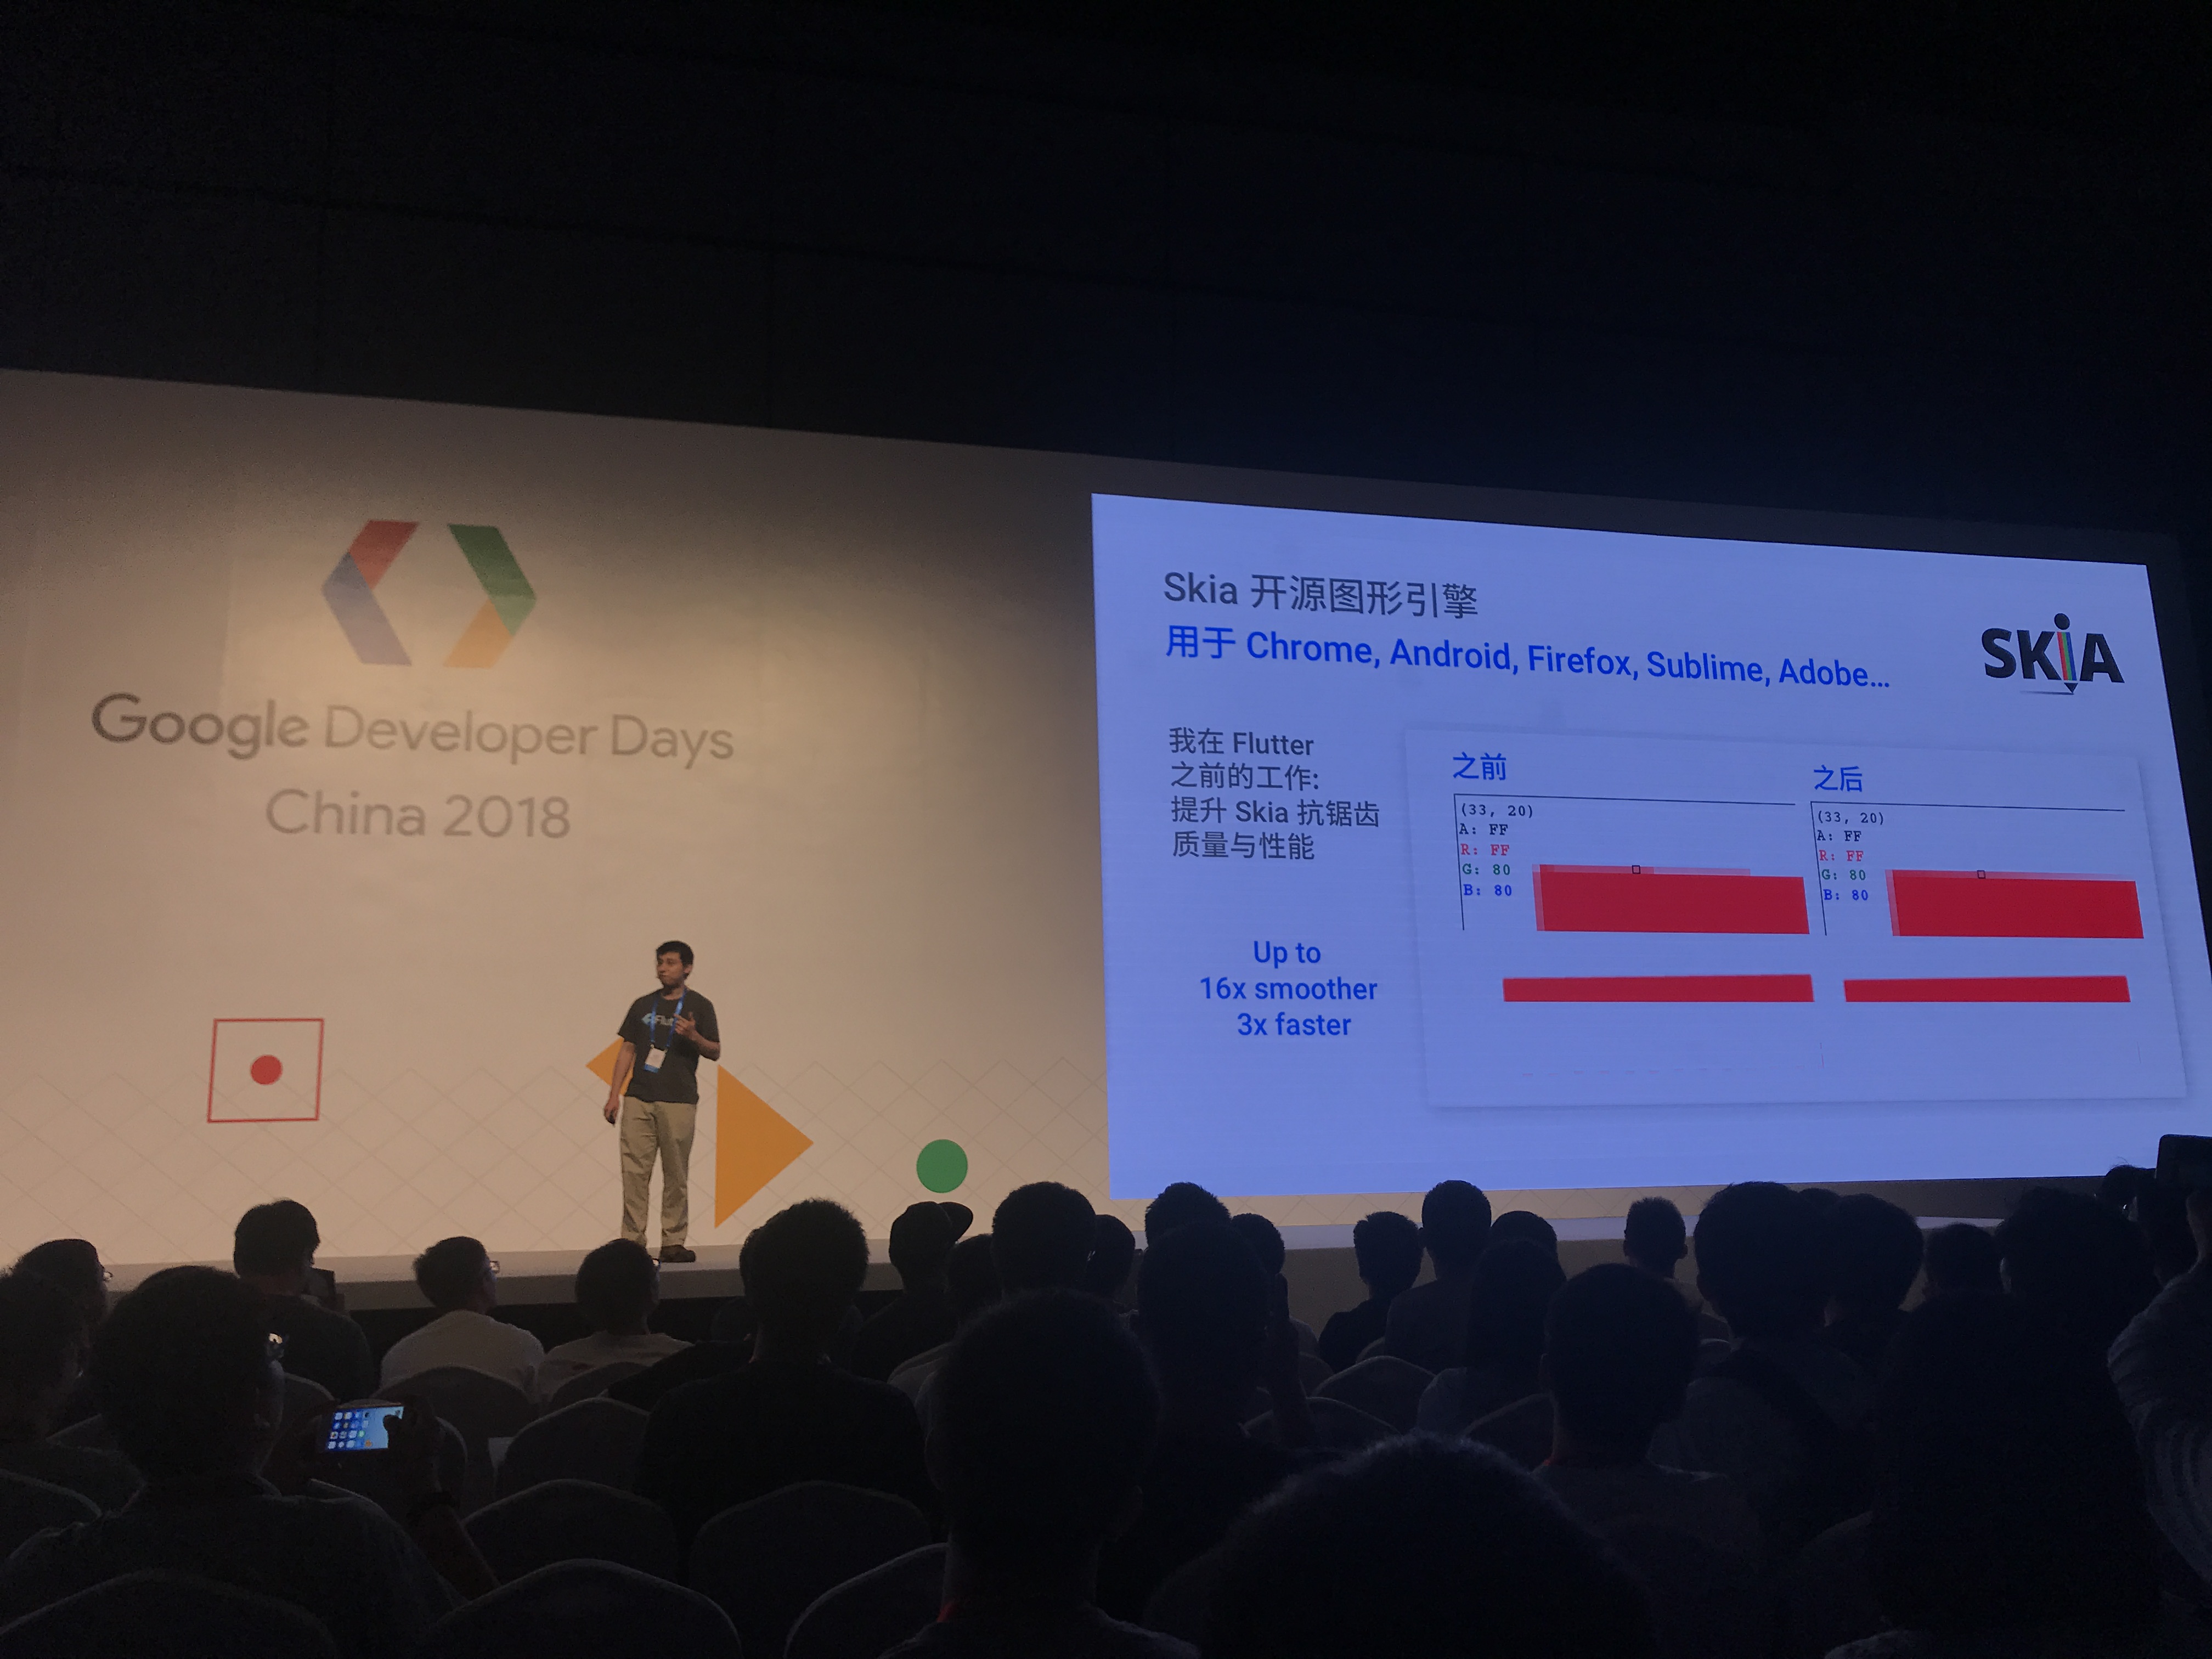 Google Developer Days
China 2018
Skia 开源图形引擎
用于 Chrome, Android, Firefox, Sublime, Adobe...
SKiA
我在 Flutter
之前的工作:
提升 Skia 抗锯齿
质量与性能
Up to
16x smoother
3x faster
之前
(33, 20)
A: FF
R: FF
G: 80
B: 80
之后
(33, 20)
A: FF
R: FF
G: 80
B: 80